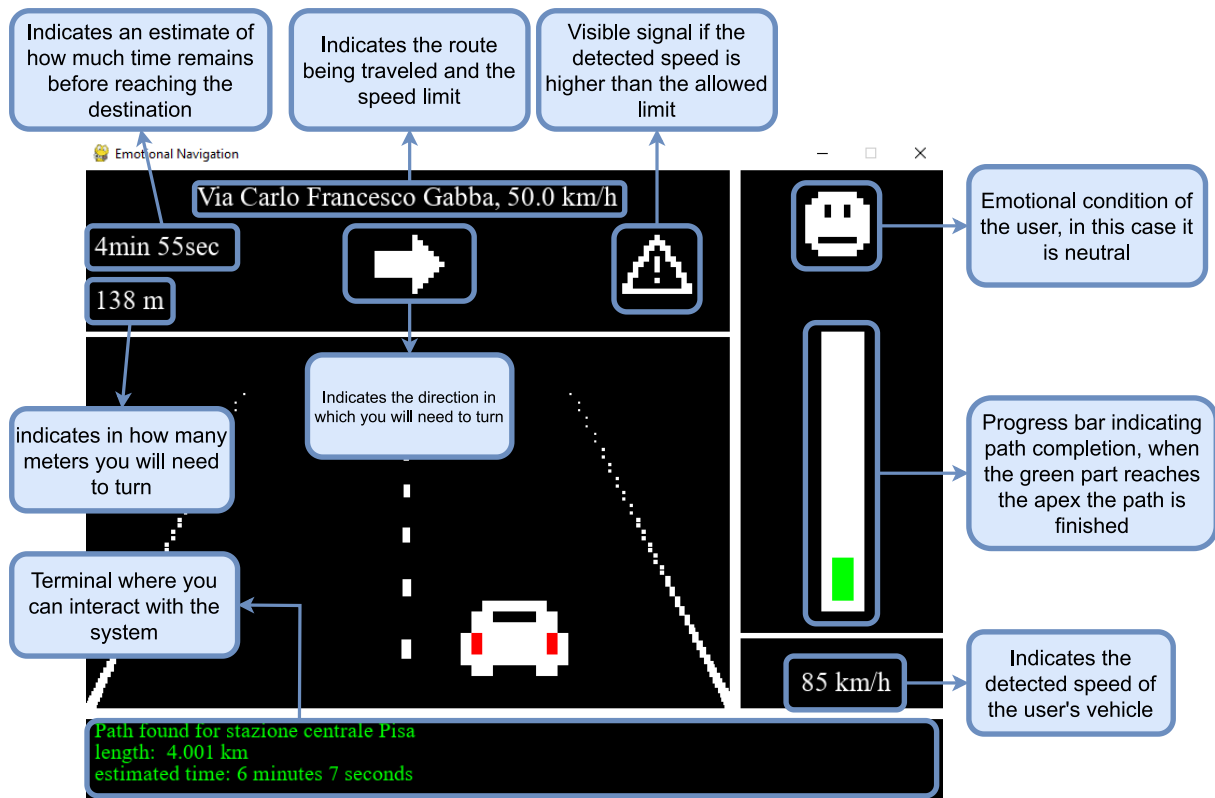 Indicates an estimate of
how much time remains
before reaching the
destination
Indicates the route
being traveled and the
speed limit
Visible signal if the
detected speed is
higher than the allowed
limit
Emotional Navigation
Via Carlo Francesco Gabba, 50.0 km/h
4min 55sec
138 m
Emotional condition of
the user, in this case it
is neutral
Indicates the direction in
which you will need to turn
indicates in how many
meters you will need
to turn
Progress bar indicating
path completion, when
the green part reaches
the apex the path is
finished
Terminal where you
can interact with the
system
85 km/h
Indicates the
detected speed of
the user's vehicle
Path found for stazione centrale Pisa
length: 4.001 km
estimated time: 6 minutes 7 seconds